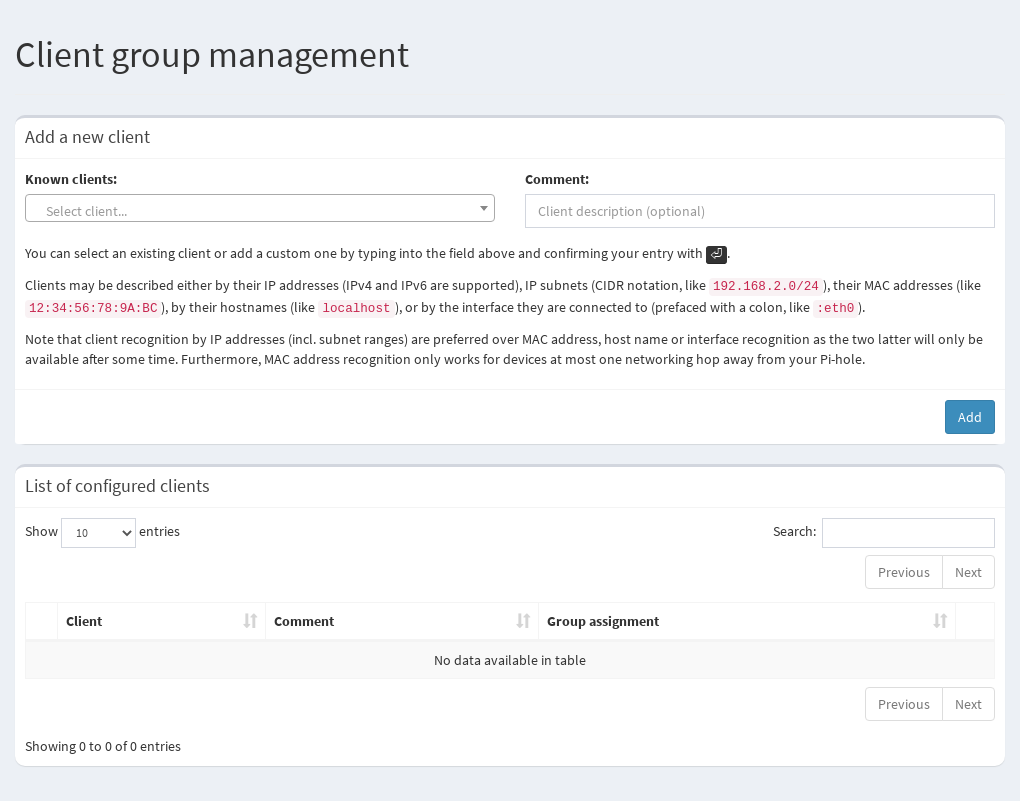 Client group management
Add a new client
Known clients: Comment:
Select client... Client description (optional)
You can select an existing client or add a custom one by typing into the field above and confirming your entry with ⏎.
Clients may be described either by their IP addresses (IPv4 and IPv6 are supported), IP subnets (CIDR notation, like 192.168.2.0/24), their MAC addresses (like
12:34:56:78:9A:BC), by their hostnames (like localhost), or by the interface they are connected to (prefaced with a colon, like :eth0).
Note that client recognition by IP addresses (incl. subnet ranges) are preferred over MAC address, host name or interface recognition as the two latter will only be
available after some time. Furthermore, MAC address recognition only works for devices at most one networking hop away from your Pi-hole.
Add
List of configured clients
Show 10 entries Search:
Previous Next
Client Comment Group assignment
No data available in table
Previous Next
Showing 0 to 0 of 0 entries